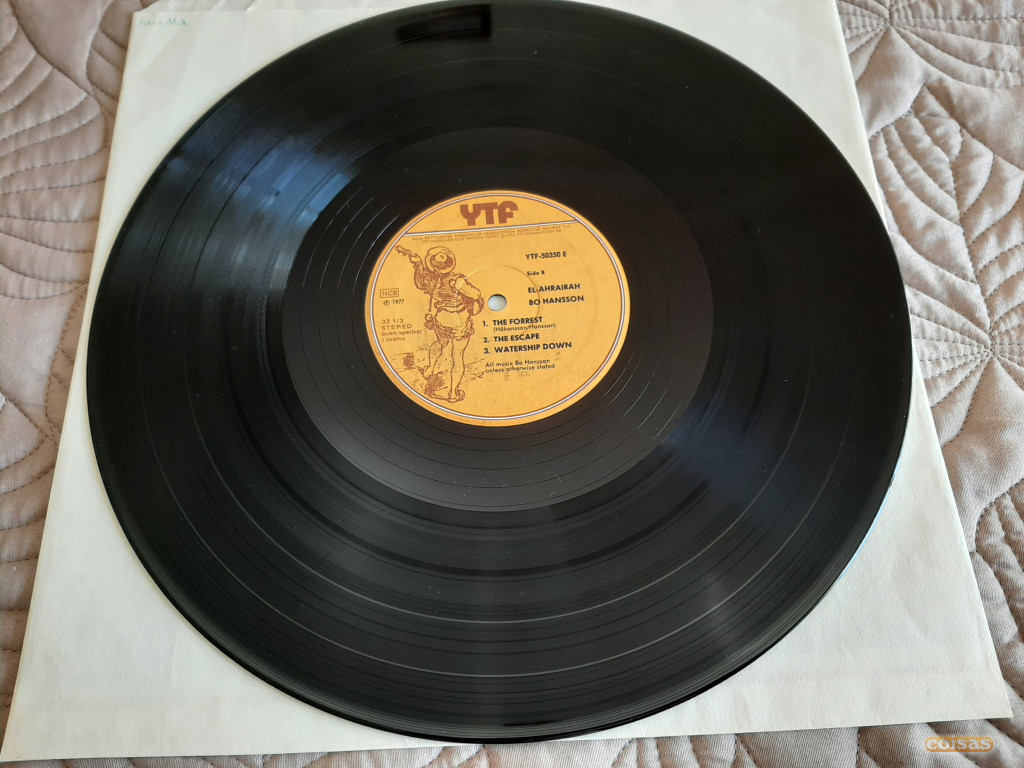 YTF
YTF-50350 E
Side B
EL-AHRAIRAH
BO HANSSON
NCB
℗ 1977
33 1/3
STEREO
även spelbar
i mono
1. THE FORREST
(Håkansson/Hansson)
2. THE ESCAPE
3. WATERSHIP DOWN
All music Bo Hansson
unless otherwise stated
coisas